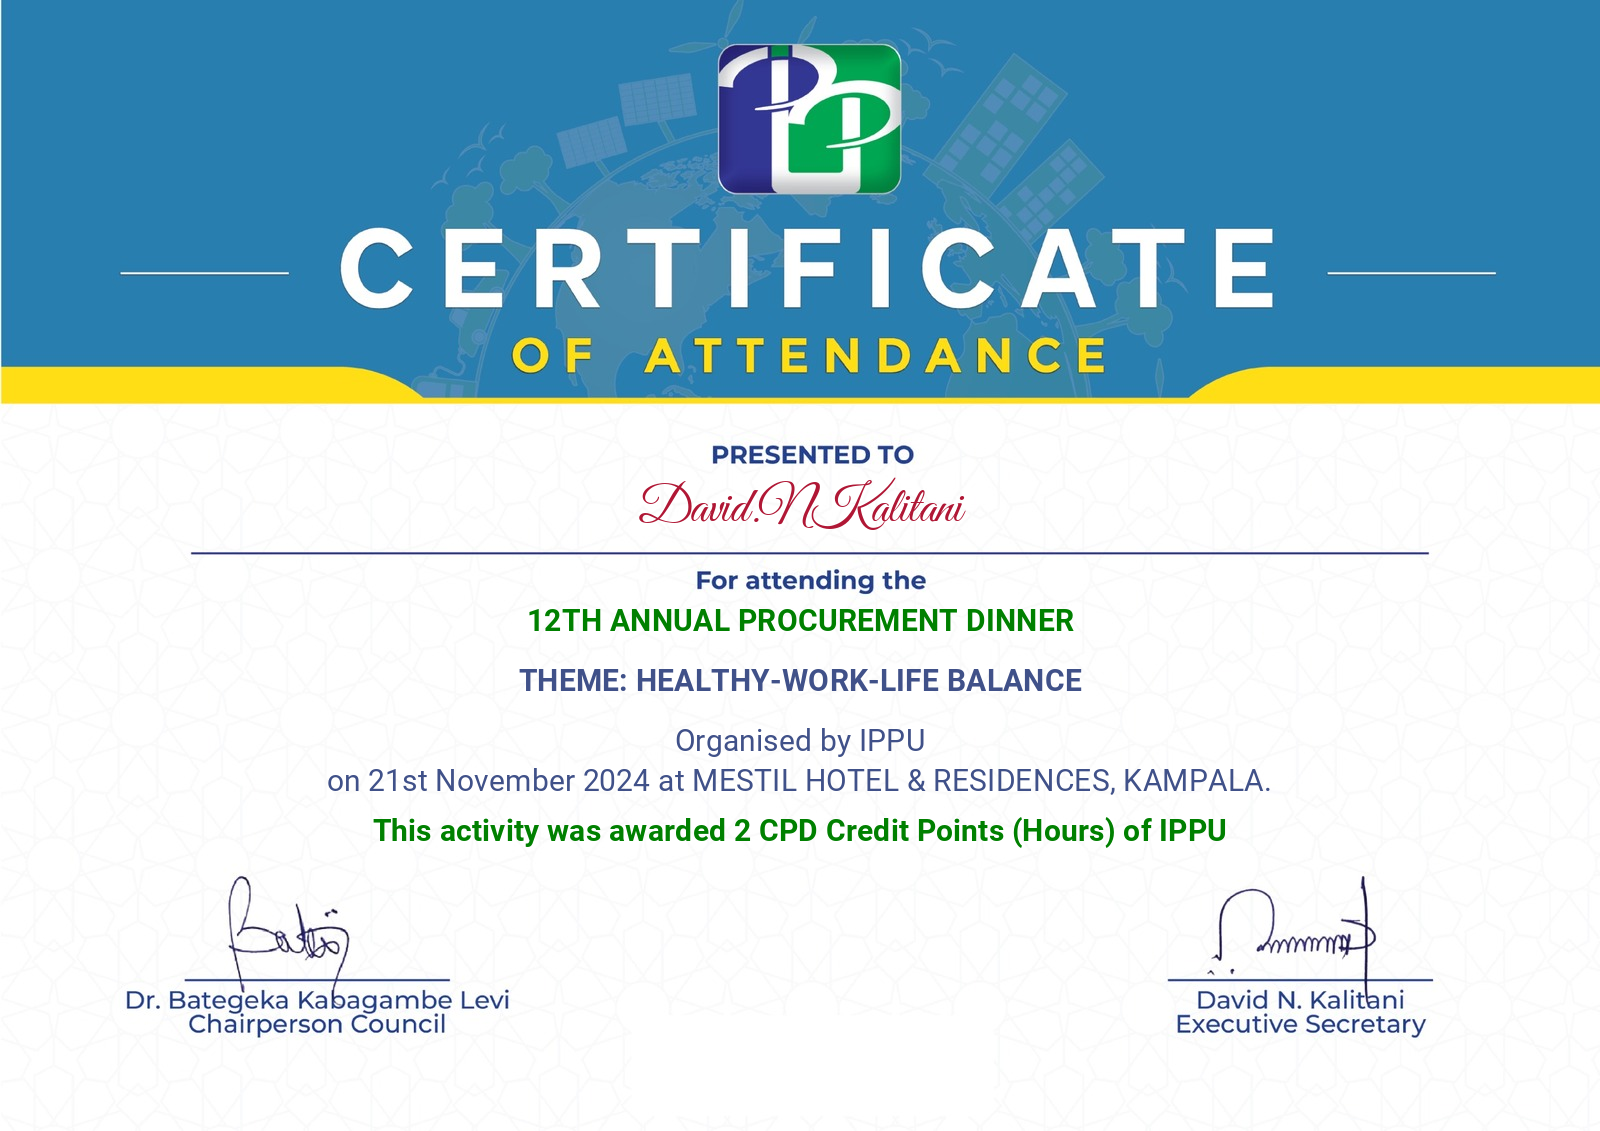 CERTIFICATE
OF ATTENDANCE
PRESENTED TO
David.N Kalitani
For attending the
12TH ANNUAL PROCUREMENT DINNER
THEME: HEALTHY-WORK-LIFE BALANCE
Organised by IPPU
on 21st November 2024 at MESTIL HOTEL & RESIDENCES, KAMPALA.
This activity was awarded 2 CPD Credit Points (Hours) of IPPU
Dr. Bategeka Kabagambe Levi
Chairperson Council
David N. Kalitani
Executive Secretary